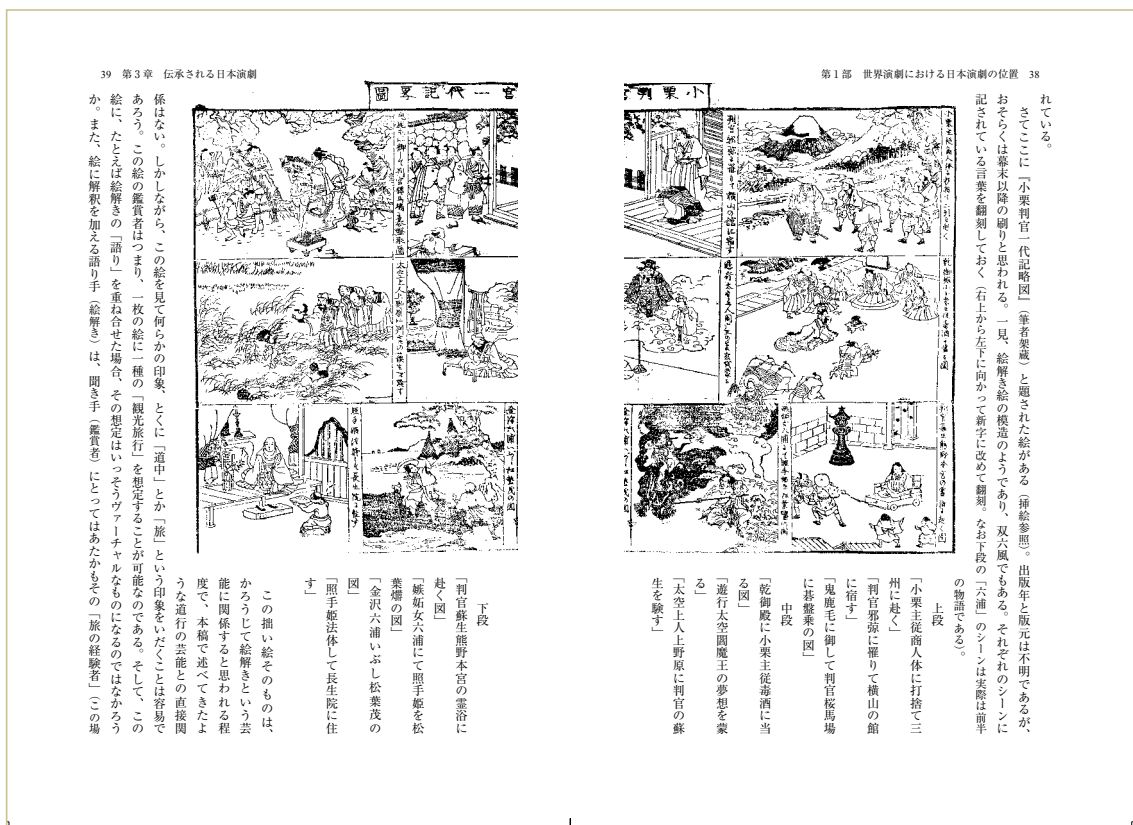 第1部　世界演劇における日本演劇の位置　38
れている。
さてここに『小栗判官一代記略図』（筆者架蔵）と題された絵がある（挿絵参照）。出版年と版元は不明であるが、
おそらくは幕末以降の刷りと思われる。一見、絵解き絵の模造のようであり、双六風でもある。それぞれのシーンに
記されている言葉を翻刻しておく（右上から左下に向かって新字に改めて翻刻。なお下段の「六浦」のシーンは実際は前半
の物語である）。
小栗判
上段
「小栗主従商人体に打捨て三
州に赴く」
「判官邪弶に罹りて横山の館
に宿す」
「鬼鹿毛に御して判官桜馬場
に碁盤乗の図」
中段
「乾御殿に小栗主従毒酒に当
る図」
「遊行太空閻魔王の夢想を蒙
る」
「太空上人上野原に判官の蘇
生を験す」
39　第3章　伝承される日本演劇
一代記畧圖
下段
「判官蘇生熊野本宮の霊浴に
赴く図」
「嫉妬女六浦にて照手姫を松
葉燻の図」
「金沢六浦いぶし松葉茂の
図」
「照手姫法体して長生院に住
す」
この拙い絵そのものは、
かろうじて絵解きという芸
能に関係すると思われる程
度で、本稿で述べてきたよ
うな道行の芸能との直接関
係はない。しかしながら、この絵を見て何らかの印象、とくに「道中」とか「旅」という印象をいだくことは容易で
あろう。この絵の鑑賞者はつまり、一枚の絵に一種の「観光旅行」を想定することが可能なのである。そして、この
絵に、たとえば絵解きの「語り」を重ね合せた場合、その想定はいっそうヴァーチャルなものになるのではなかろう
か。また、絵に解釈を加える語り手（絵解き）は、聞き手（鑑賞者）にとってはあたかもその「旅の経験者」（この場